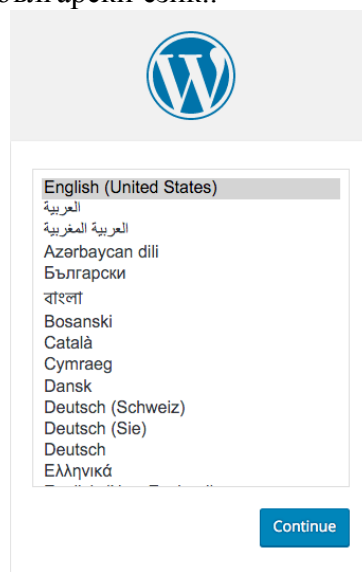 English (United States)
العربية
العربية المغربية
Azərbaycan dili
Български
বাংলা
Bosanski
Català
Cymraeg
Dansk
Deutsch (Schweiz)
Deutsch (Sie)
Deutsch
Ελληνικά
Continue